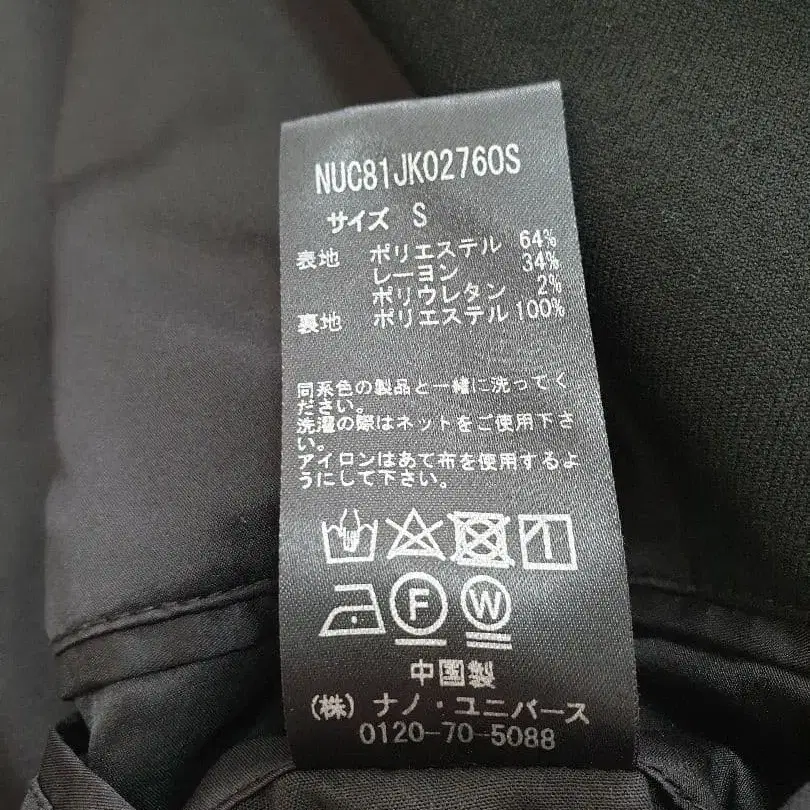 NUC81JK02760S
サイズ S
表地 ポリエステル 64%
レーヨン 34%
ポリウレタン 2%
裏地 ポリエステル 100%
同系色の製品と一緒に洗ってく
ださい。
洗濯の際はネットをご使用下さ
い。
アイロンはあて布を使用するよ
うにして下さい。
F W
中国製
(株) ナノ・ユニバース
0120-70-5088